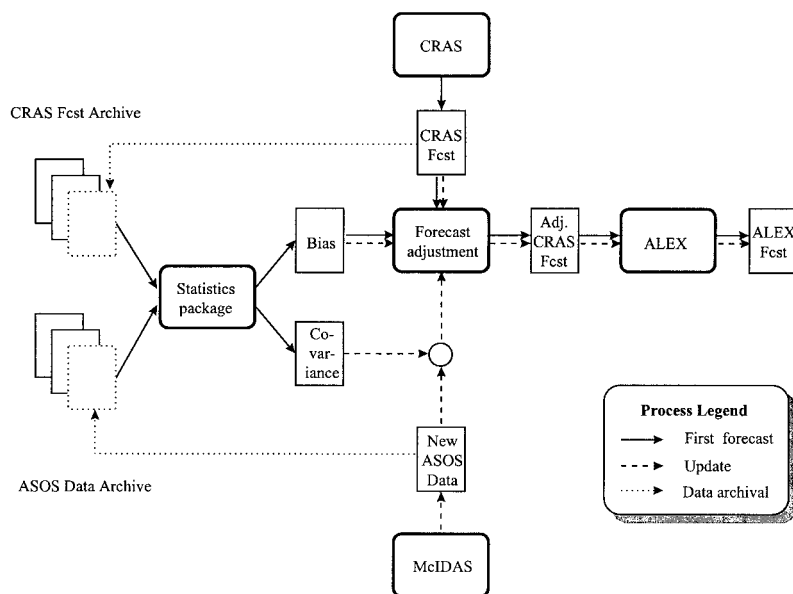 CRAS
CRAS Fcst Archive
CRAS
Fcst
Bias
Forecast
adjustment
Adj.
CRAS
Fcst
ALEX
ALEX
Fcst
Statistics
package
Co-
var-
iance
New
ASOS
Data
ASOS Data Archive
McIDAS
Process Legend
First forecast
Update
Data archival